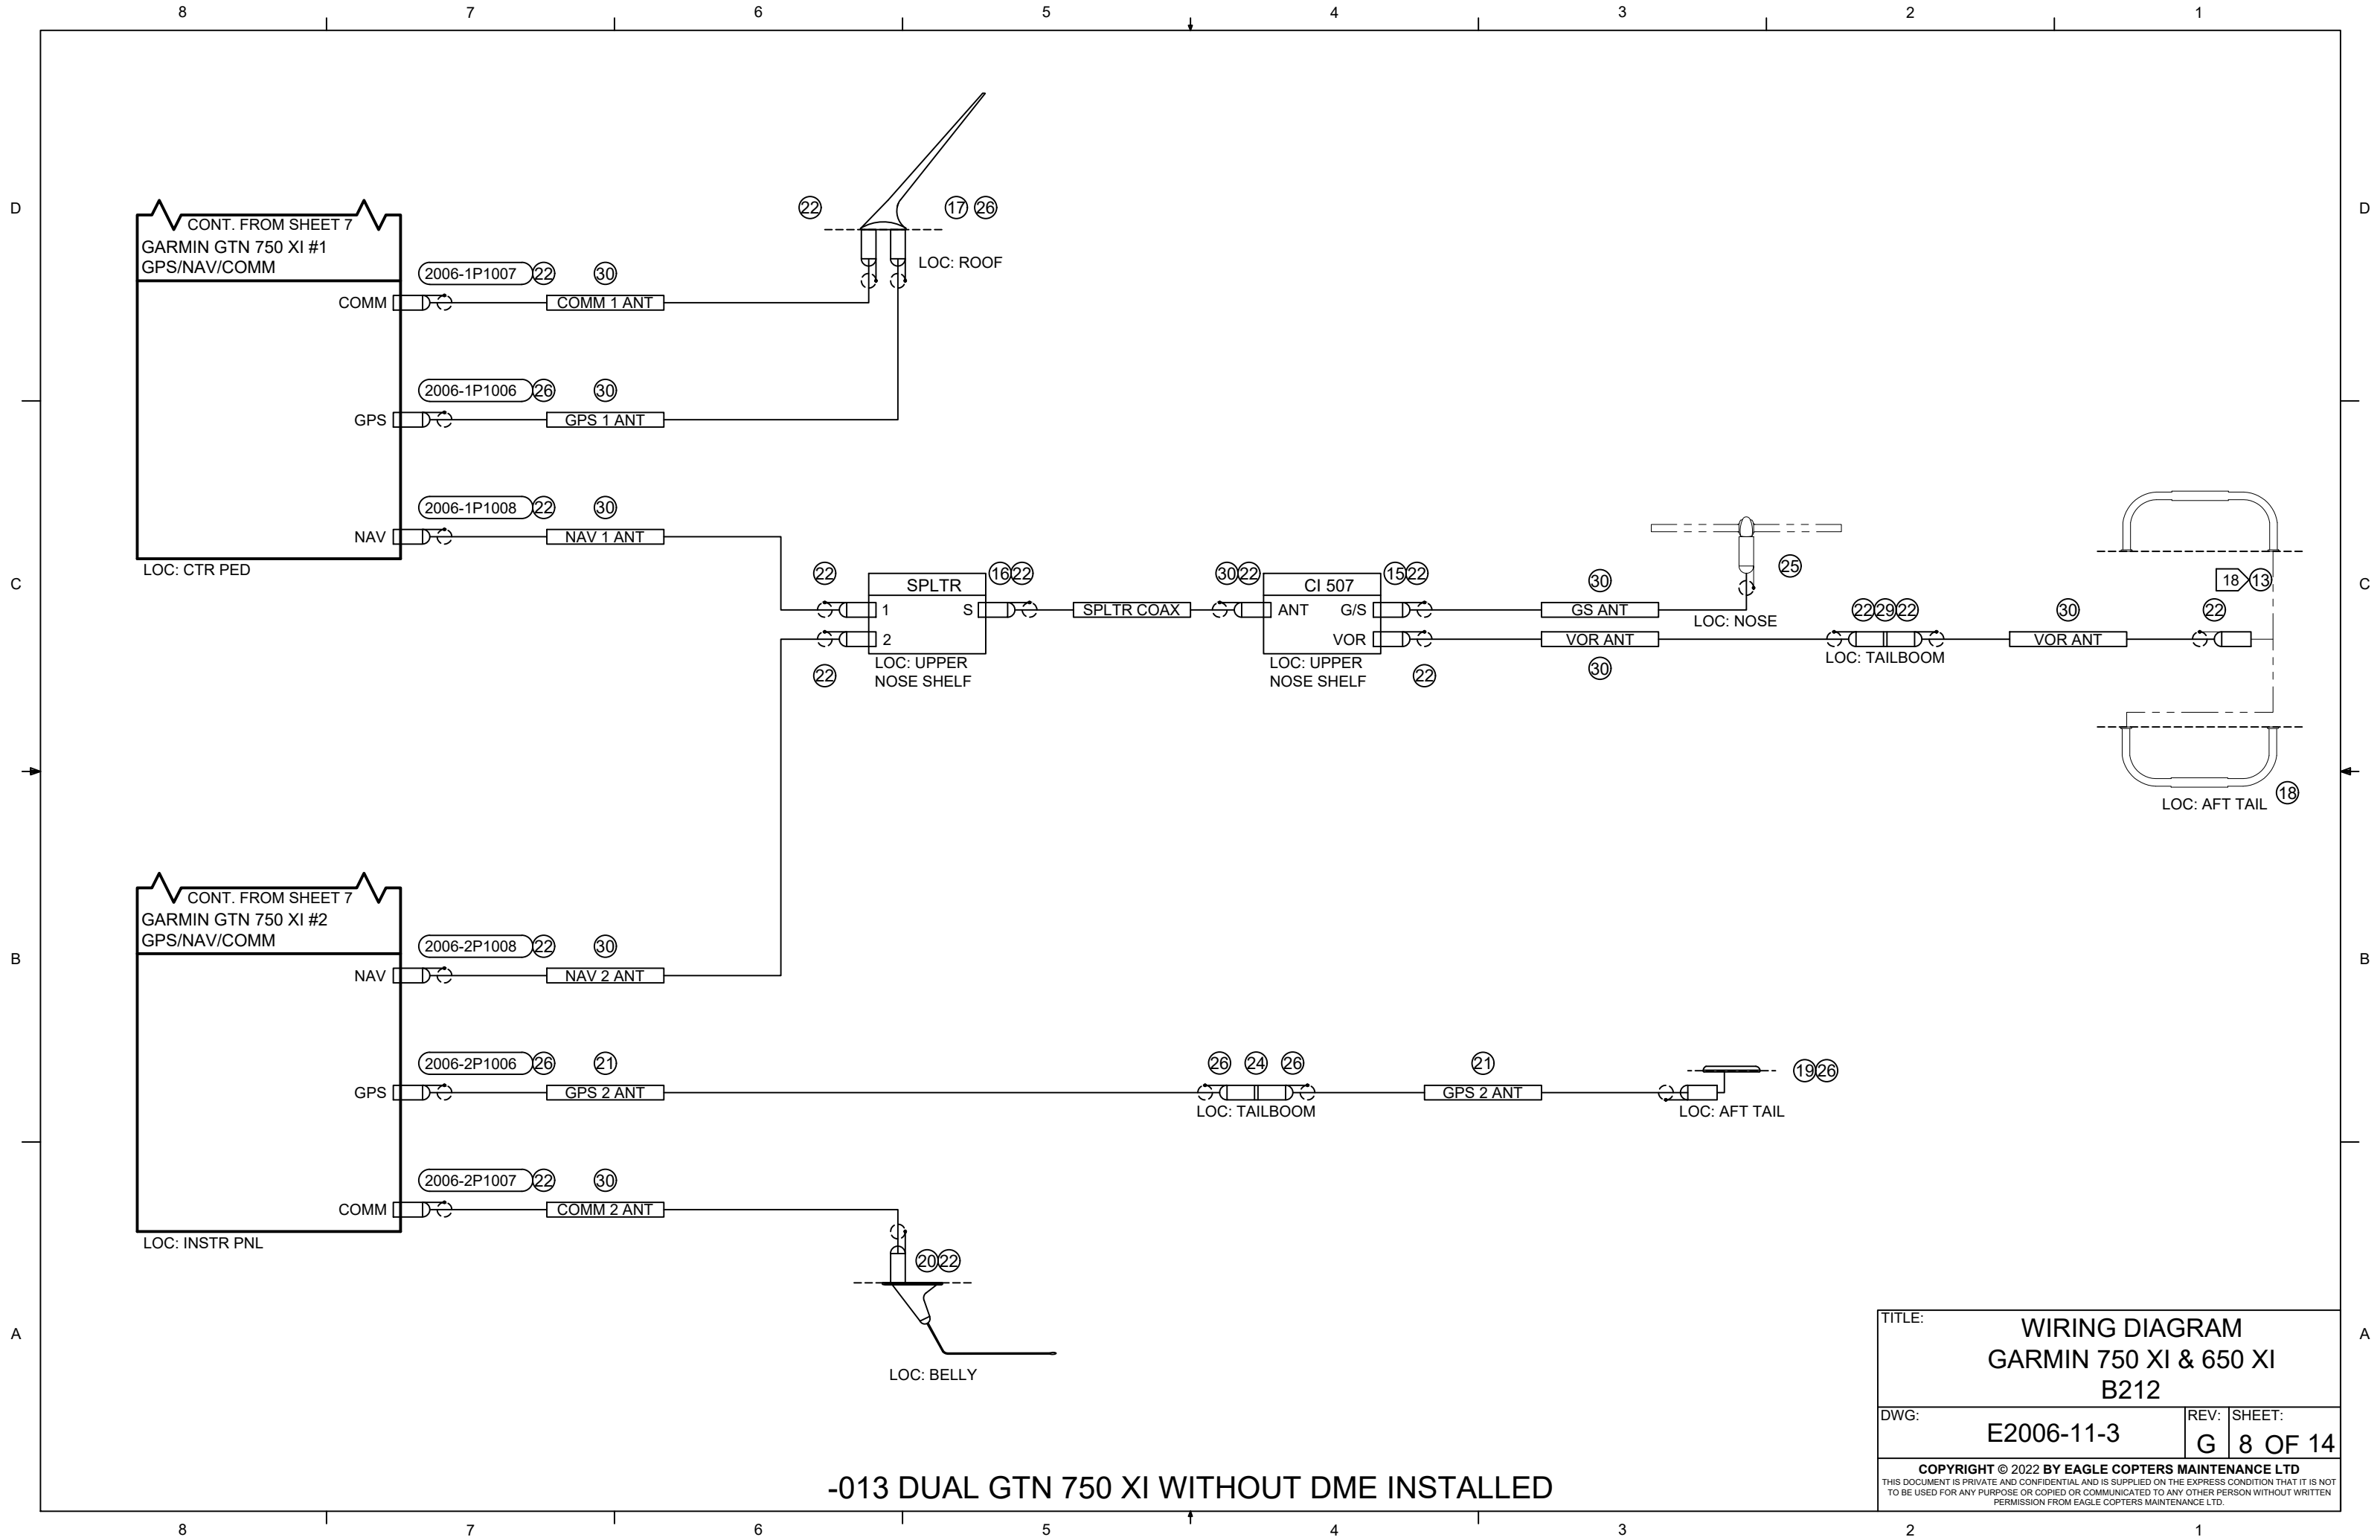 8 7 6 5 4 3 2 1
D
D
22
17 26
LOC: ROOF
CONT. FROM SHEET 7
GARMIN GTN 750 XI #1
GPS/NAV/COMM
2006-1P1007 22 30
COMM
COMM 1 ANT
2006-1P1006 26 30
GPS
GPS 1 ANT
2006-1P1008 22 30
NAV
NAV 1 ANT
LOC: CTR PED
C
C
22
SPLTR
16 22
1
S
2
22
LOC: UPPER
NOSE SHELF
SPLTR COAX
30 22
CI 507
15 22
ANT
G/S
VOR
22
LOC: UPPER
NOSE SHELF
30
GS ANT
25
LOC: NOSE
VOR ANT
30
22 29 22
LOC: TAILBOOM
30
VOR ANT
22
18 13
LOC: AFT TAIL
18
CONT. FROM SHEET 7
GARMIN GTN 750 XI #2
GPS/NAV/COMM
B
B
2006-2P1008 22 30
NAV
NAV 2 ANT
2006-2P1006 26 21
GPS
GPS 2 ANT
26 24 26
LOC: TAILBOOM
21
GPS 2 ANT
19 26
LOC: AFT TAIL
2006-2P1007 22 30
COMM
COMM 2 ANT
LOC: INSTR PNL
20 22
LOC: BELLY
A
A
TITLE:
WIRING DIAGRAM
GARMIN 750 XI & 650 XI
B212
DWG:
E2006-11-3
REV:
G
SHEET:
8 OF 14
COPYRIGHT © 2022 BY EAGLE COPTERS MAINTENANCE LTD
THIS DOCUMENT IS PRIVATE AND CONFIDENTIAL AND IS SUPPLIED ON THE EXPRESS CONDITION THAT IT IS NOT
TO BE USED FOR ANY PURPOSE OR COPIED OR COMMUNICATED TO ANY OTHER PERSON WITHOUT WRITTEN
PERMISSION FROM EAGLE COPTERS MAINTENANCE LTD.
-013 DUAL GTN 750 XI WITHOUT DME INSTALLED
8 7 6 5 4 3 2 1